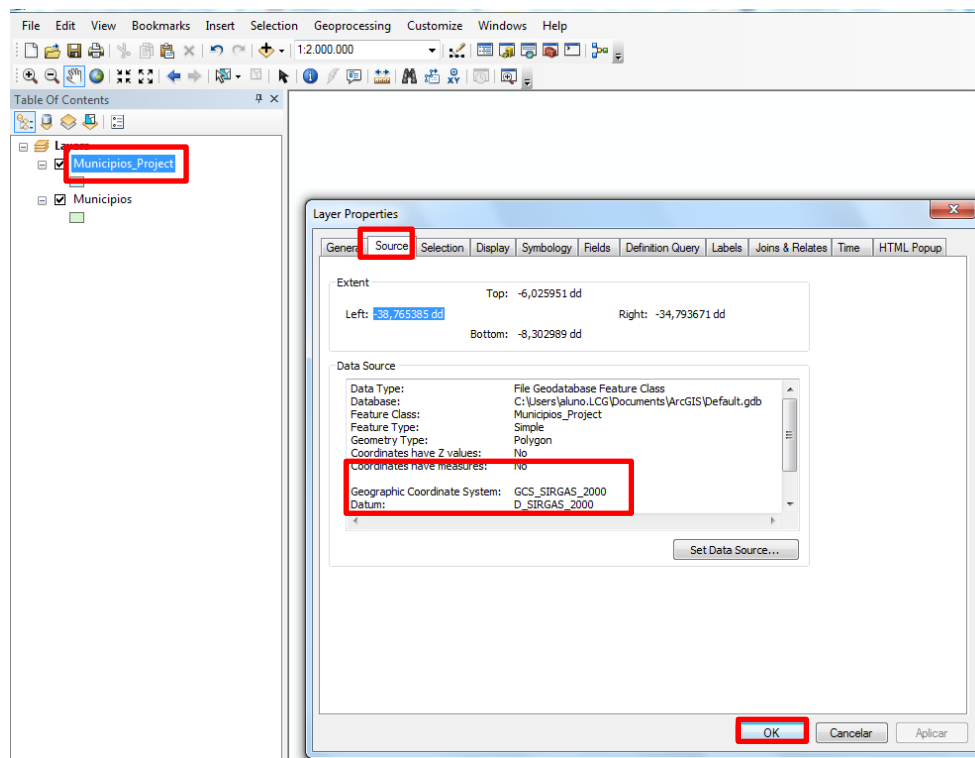 File Edit View Bookmarks Insert Selection Geoprocessing Customize Windows Help
1:2.000.000
Table Of Contents
Layers
Municipios_Project
Municipios
Layer Properties
General Source Selection Display Symbology Fields Definition Query Labels Joins & Relates Time HTML Popup
Extent
Top: -6,025951 dd
Left: -38,765385 dd Right: -34,793671 dd
Bottom: -8,302989 dd
Data Source
Data Type: File Geodatabase Feature Class
Database: C:\Users\aluno.LCG\Documents\ArcGIS\Default.gdb
Feature Class: Municipios_Project
Feature Type: Simple
Geometry Type: Polygon
Coordinates have Z values: No
Coordinates have measures: No
Geographic Coordinate System: GCS_SIRGAS_2000
Datum: D_SIRGAS_2000
Set Data Source...
OK Cancelar Aplicar